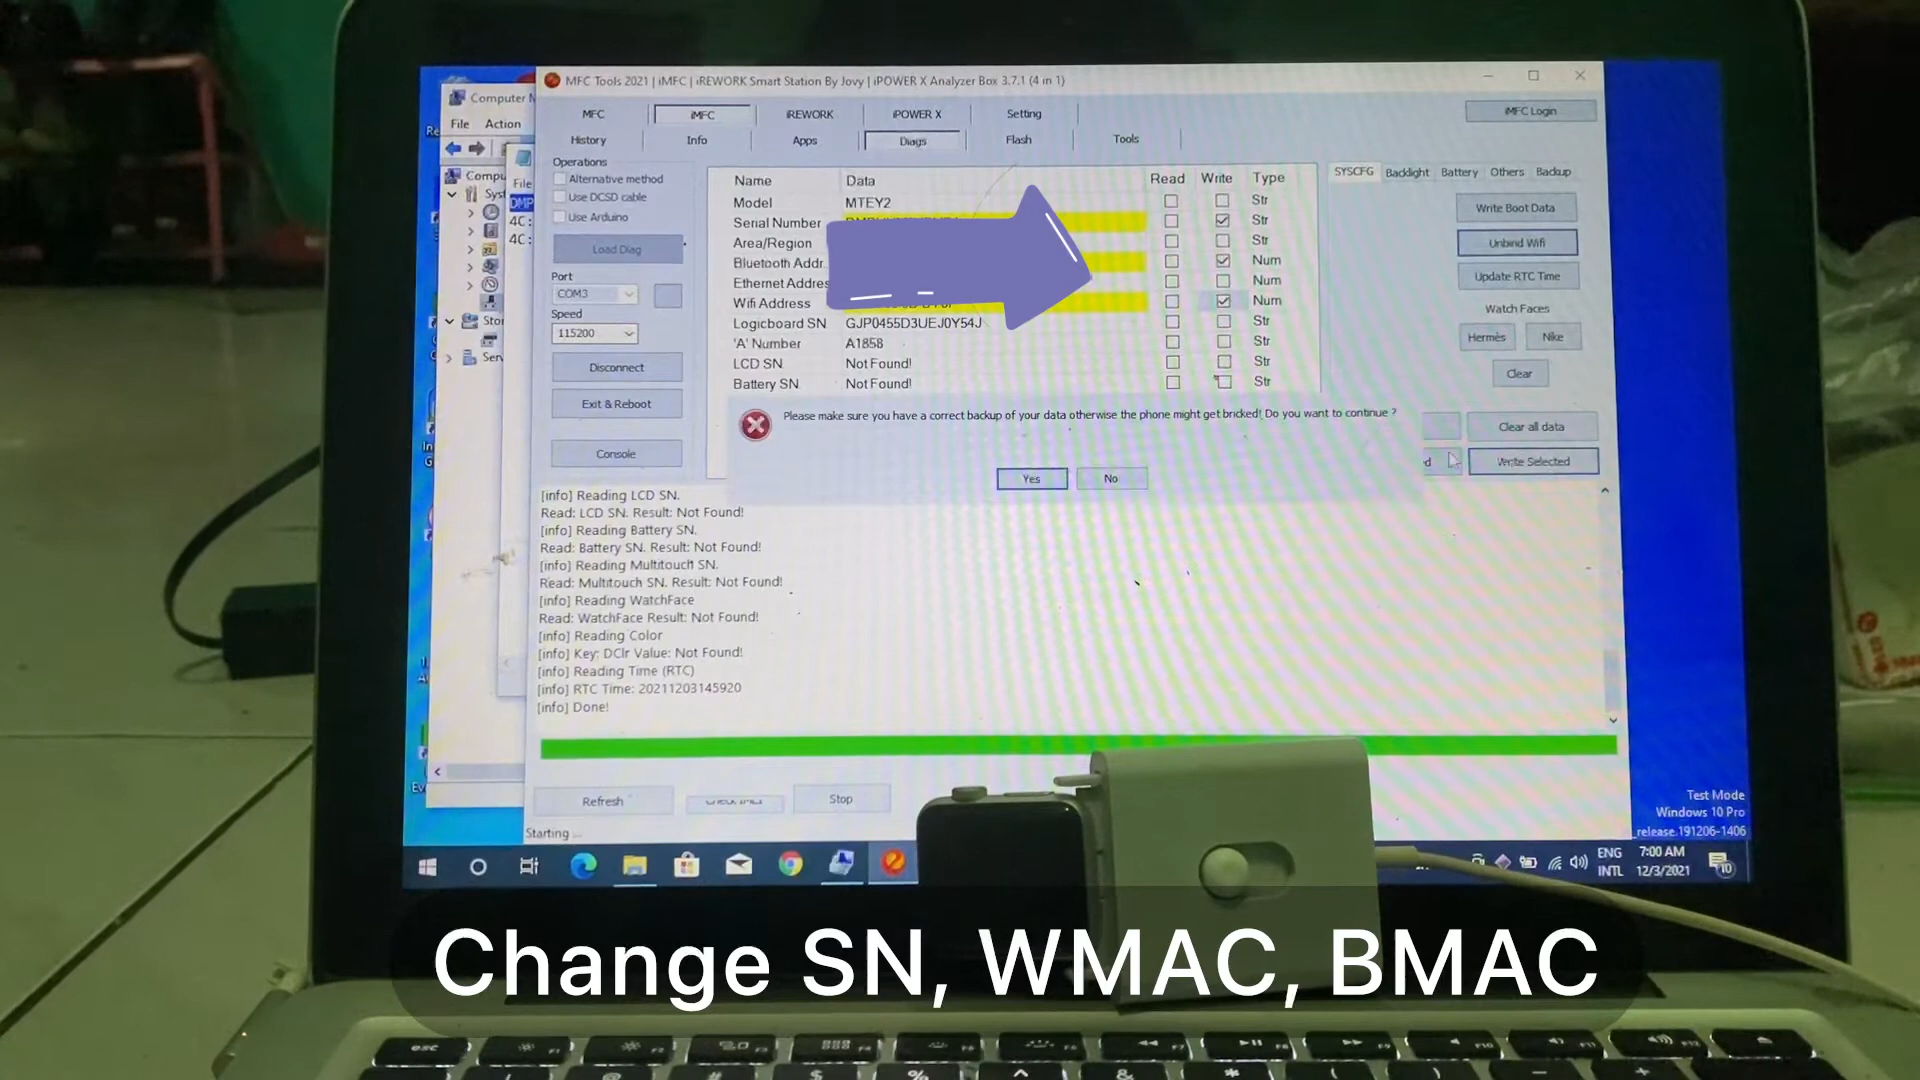 MFC Tools 2021 | iMFC | iREWORK Smart Station By Jovy | iPOWER X Analyzer Box 3.7.1 (4 in 1)
MFC iMFC iREWORK iPOWER X Setting
iMFC Login
History Info Apps Diags Flash Tools
Computer
File Action
File
Operations
Alternative method
Use DCSD cable
Use Arduino
Load Diag
Port
COM3
Speed
115200
Disconnect
Exit & Reboot
Console
Name Data Read Write Type
Model MTEY2 Str
Serial Number Str
Area/Region Str
Bluetooth Addr Num
Ethernet Addres Num
Wifi Address Num
Logicboard SN GJP0455D3UEJ0Y54J Str
'A' Number A1858 Str
LCD SN Not Found! Str
Battery SN Not Found! Str
SYSCFG Backlight Battery Others Backup
Write Boot Data
Unbind Wifi
Update RTC Time
Watch Faces
Hermès Nike
Clear
Clear all data
Write Selected
Please make sure you have a correct backup of your data otherwise the phone might get bricked! Do you want to continue ?
Yes No
[info] Reading LCD SN.
Read: LCD SN. Result: Not Found!
[info] Reading Battery SN.
Read: Battery SN. Result: Not Found!
[info] Reading Multitouch SN.
Read: Multitouch SN. Result: Not Found!
[info] Reading WatchFace
Read: WatchFace Result: Not Found!
[info] Reading Color
[info] Key: DClr Value: Not Found!
[info] Reading Time (RTC)
[info] RTC Time: 20211203145920
[info] Done!
Refresh Stop
Starting ...
Test Mode
Windows 10 Pro
_release.191206-1406
ENG
INTL
7:00 AM
12/3/2021
10
Change SN, WMAC, BMAC
esc